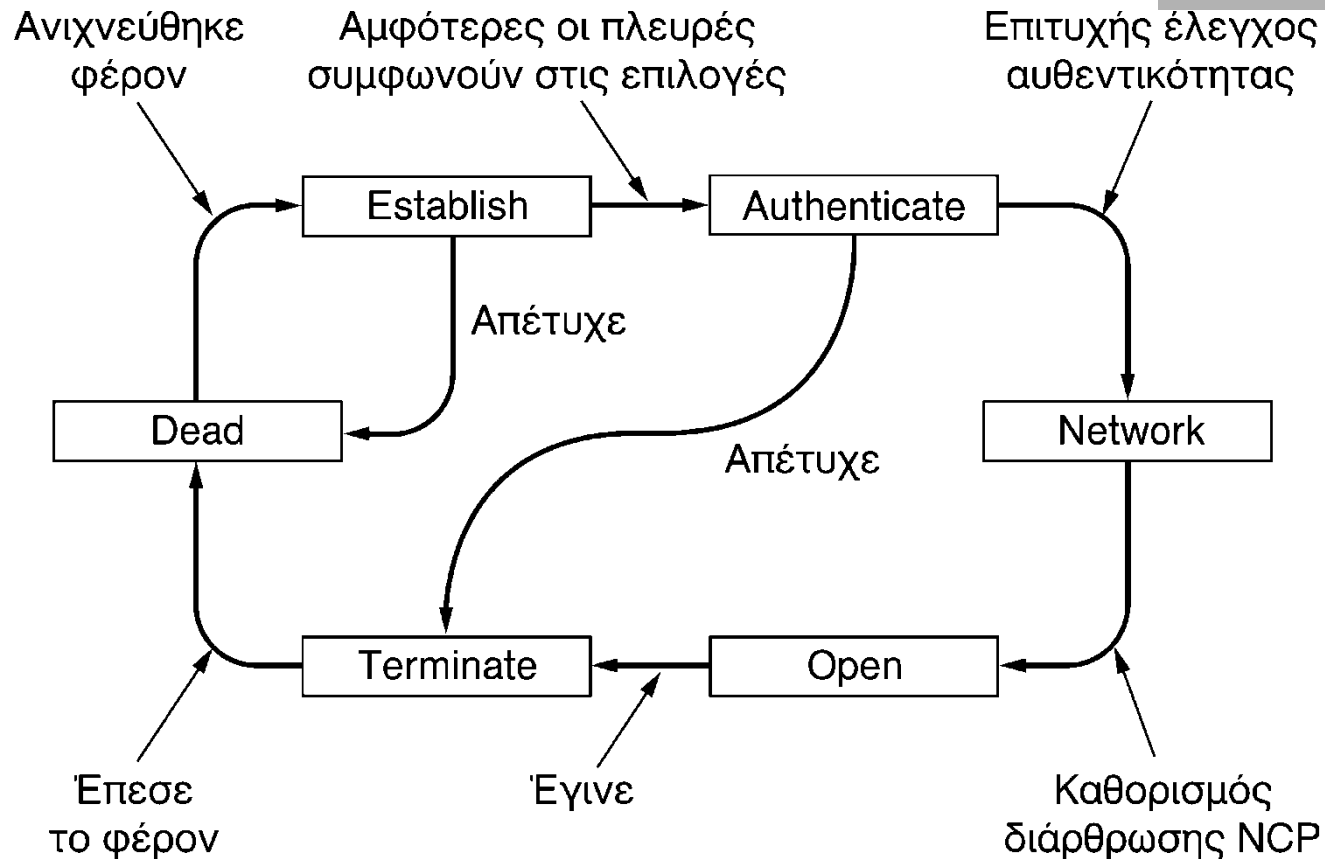 Ανιχνεύθηκε
φέρον
Αμφότερες οι πλευρές
συμφωνούν στις επιλογές
Επιτυχής έλεγχος
αυθεντικότητας
Establish
Authenticate
Απέτυχε
Dead
Απέτυχε
Network
Terminate
Open
Έπεσε
το φέρον
Έγινε
Καθορισμός
διάρθρωσης NCP